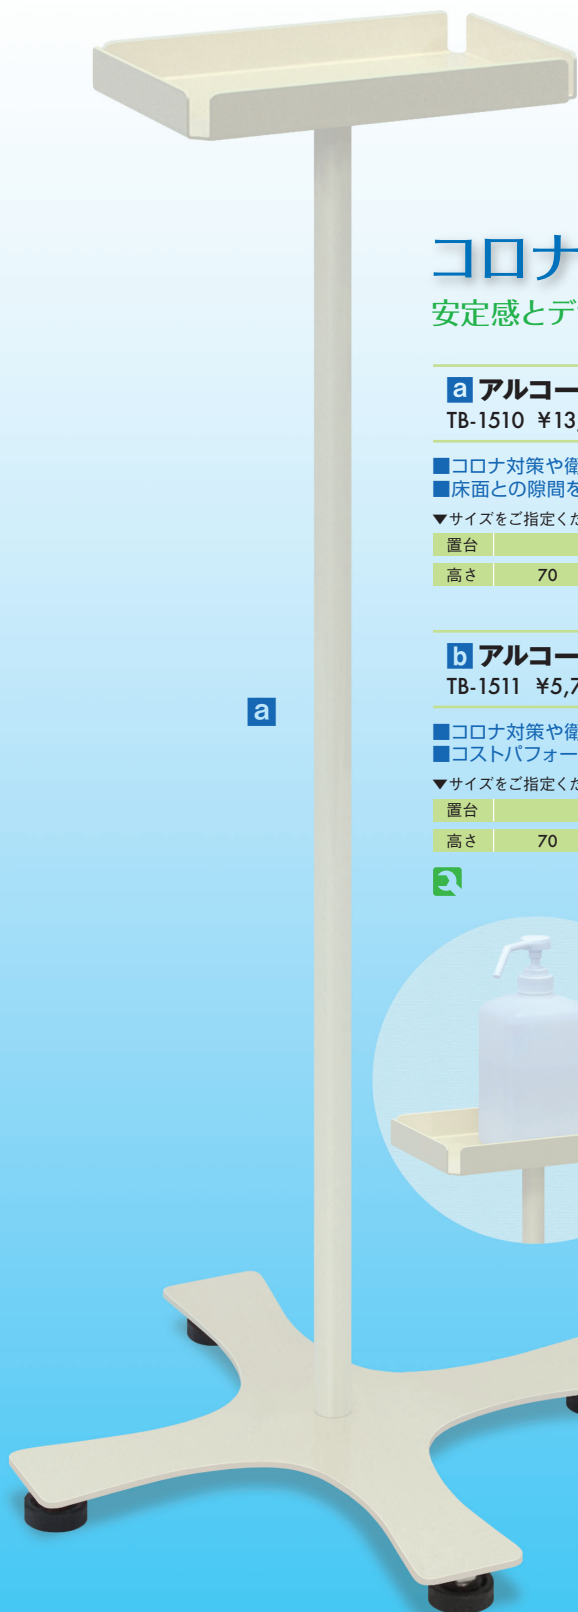 コロナ
安定感とデ
a アルコー
TB-1510 ¥13,
■コロナ対策や衛
■床面との隙間を
▼サイズをご指定くだ
置台
高さ 70
b アルコー
TB-1511 ¥5,7
■コロナ対策や衛
■コストパフォー
▼サイズをご指定くだ
置台
高さ 70
a